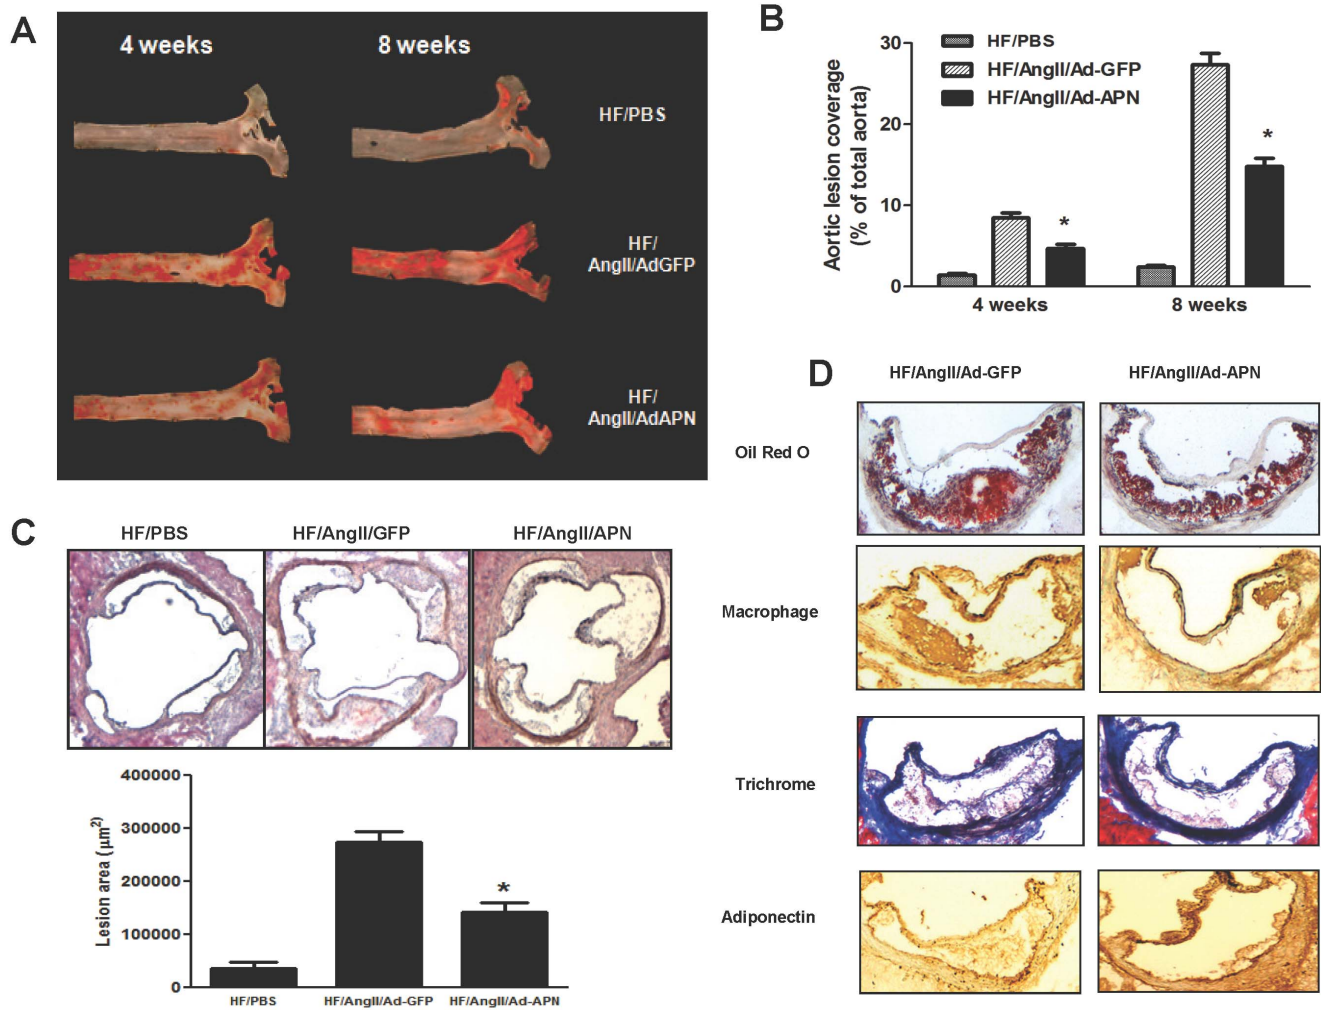 A
4 weeks
8 weeks
HF/PBS
HF/
AngII/AdGFP
HF/
AngII/AdAPN
B
Aortic lesion coverage
(% of total aorta)
30
20
10
0
HF/PBS
HF/AngII/Ad-GFP
HF/AngII/Ad-APN
*
*
4 weeks
8 weeks
C
HF/PBS
HF/AngII/GFP
HF/AngII/APN
Lesion area (μm²)
400000
300000
200000
100000
0
*
HF/PBS
HF/AngII/Ad-GFP
HF/AngII/Ad-APN
D
HF/AngII/Ad-GFP
HF/AngII/Ad-APN
Oil Red O
Macrophage
Trichrome
Adiponectin